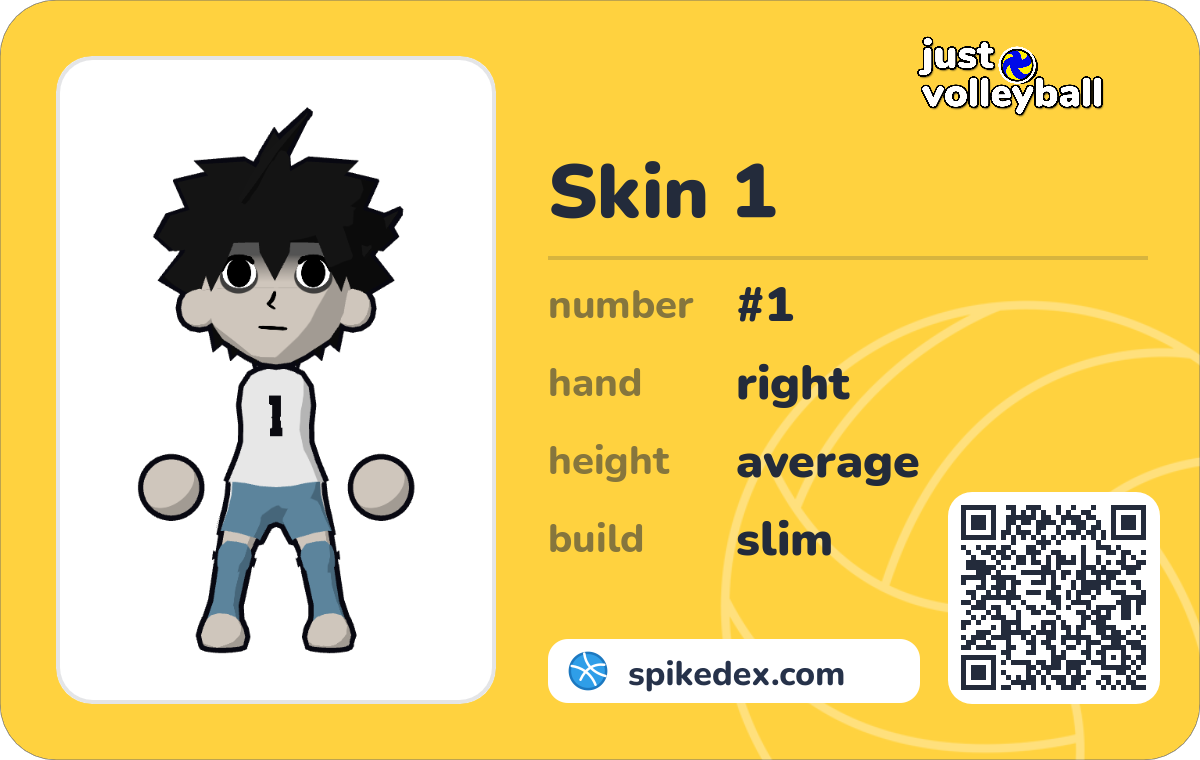 just
volleyball
Skin 1
number #1
hand right
height average
build slim
1
spikedex.com